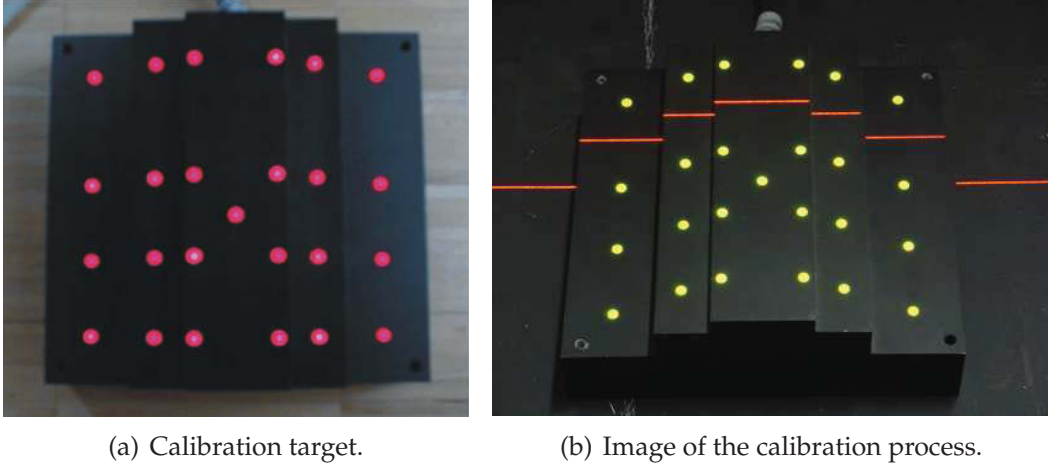 (a) Calibration target.
(b) Image of the calibration process.